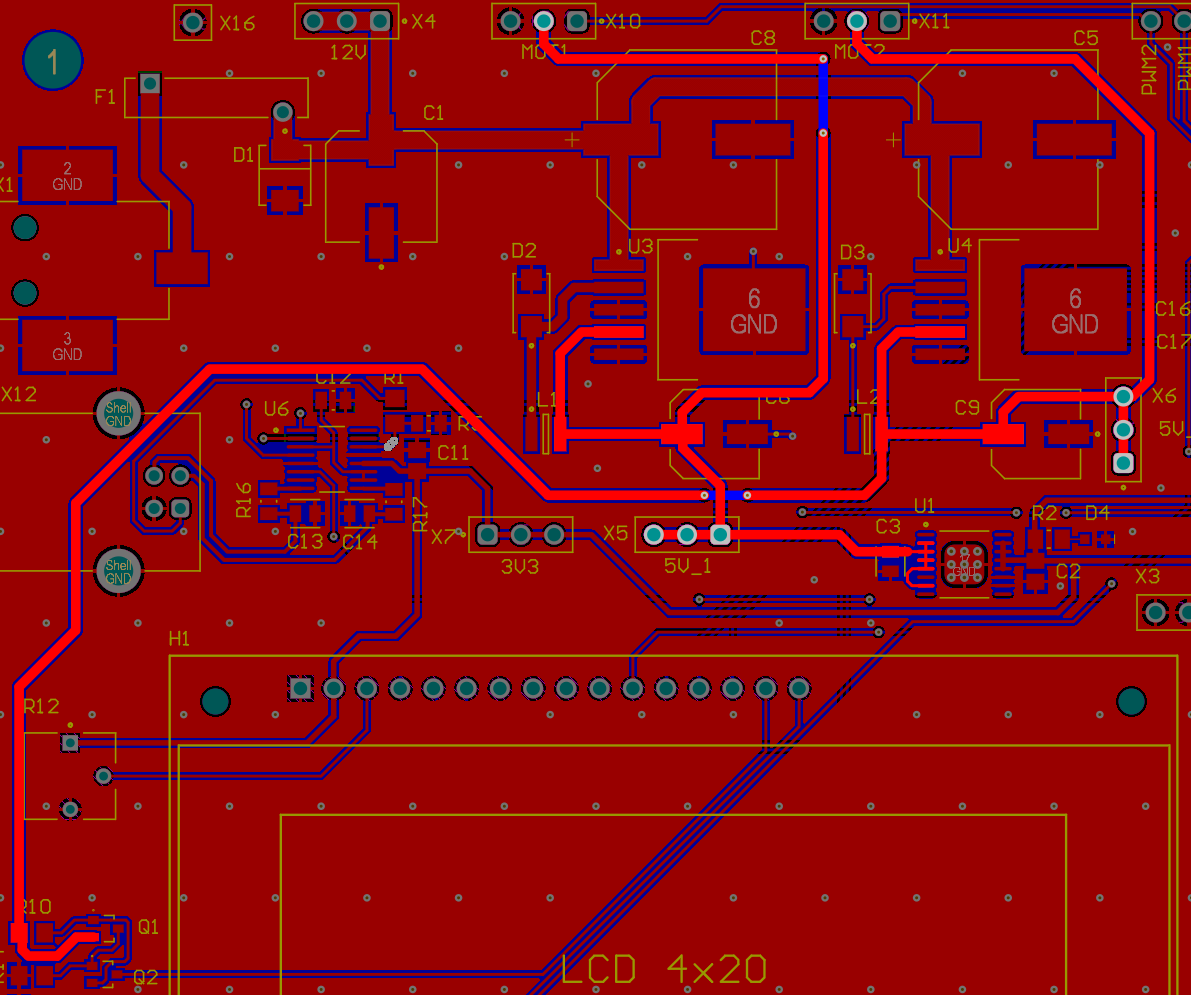 X16
X4
X10
X11
12V
MOT1
MOT2
C8
C5
PWM2
PWM1
1
F1
C1
D1
2
GND
X1
D2
U3
D3
U4
6
GND
6
GND
C16
C17
3
GND
X12
Shell
GND
C12
R1
U6
C11
L1
L2
C9
X6
5V_
R16
R17
C13
C14
X7
3V3
X5
5V_1
C3
U1
R2
D4
17
GND
C2
X3
Shell
GND
H1
R12
R10
Q1
Q2
LCD 4x20